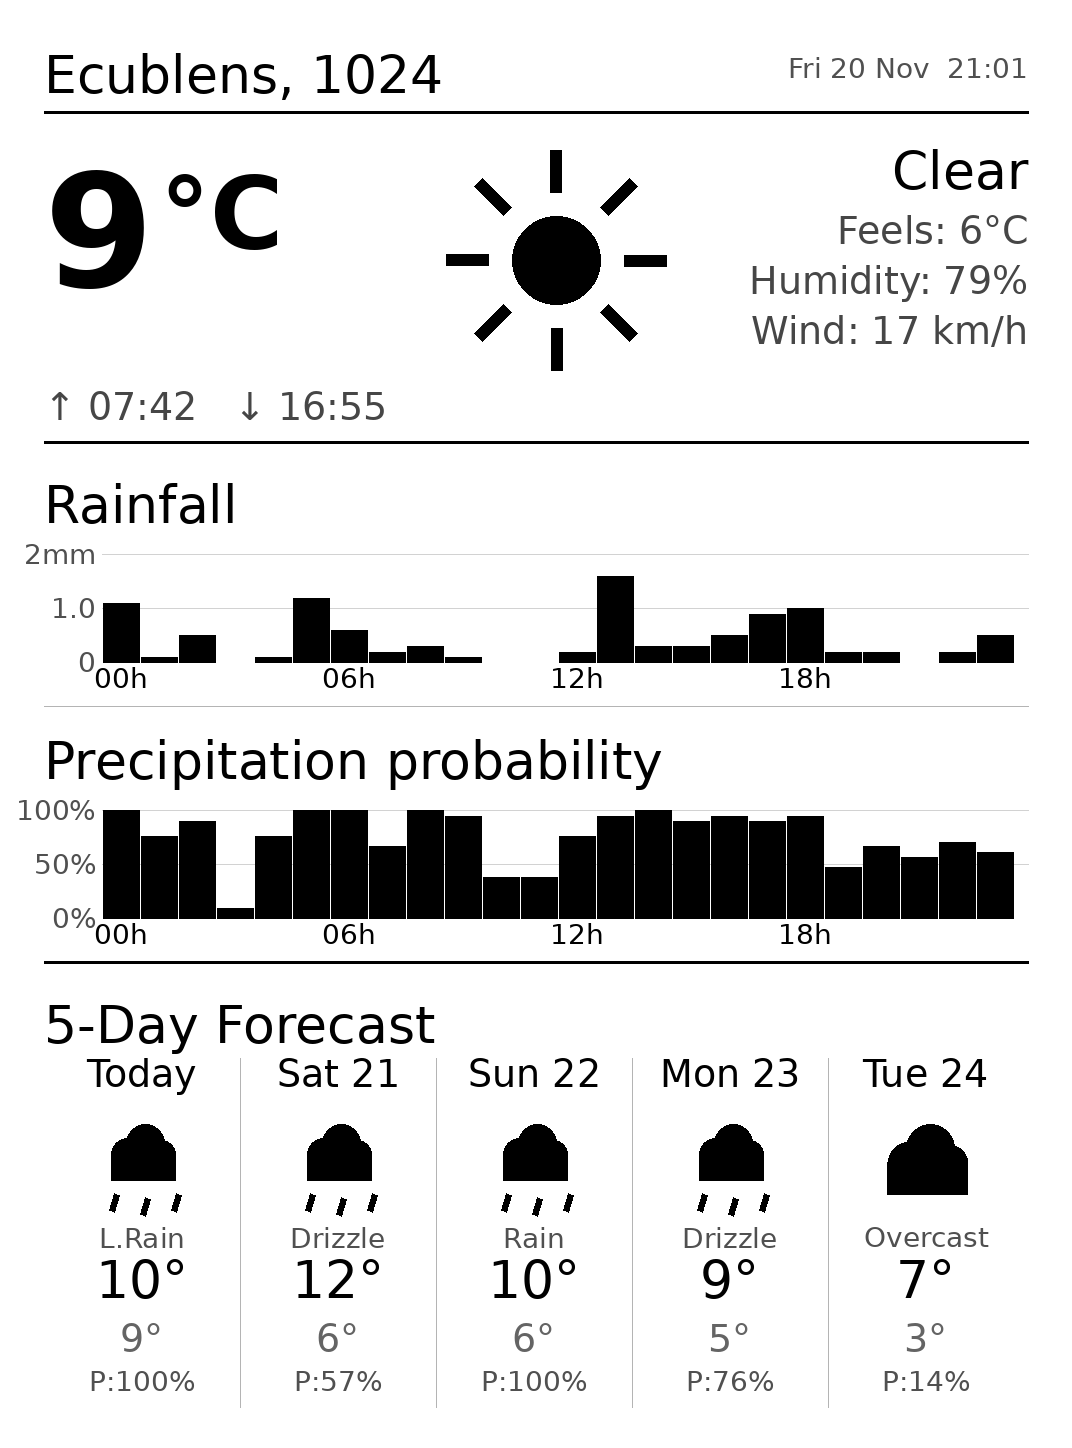 Ecublens, 1024
Fri 20 Nov  21:01
9 °C
Clear
Feels: 6°C
Humidity: 79%
Wind: 17 km/h
↑ 07:42   ↓ 16:55
Rainfall
2mm
1.0
0
00h 06h 12h 18h
Precipitation probability
100%
50%
0%
00h 06h 12h 18h
5-Day Forecast
Today Sat 21 Sun 22 Mon 23 Tue 24
L.Rain Drizzle Rain Drizzle Overcast
10° 12° 10° 9° 7°
9° 6° 6° 5° 3°
P:100% P:57% P:100% P:76% P:14%